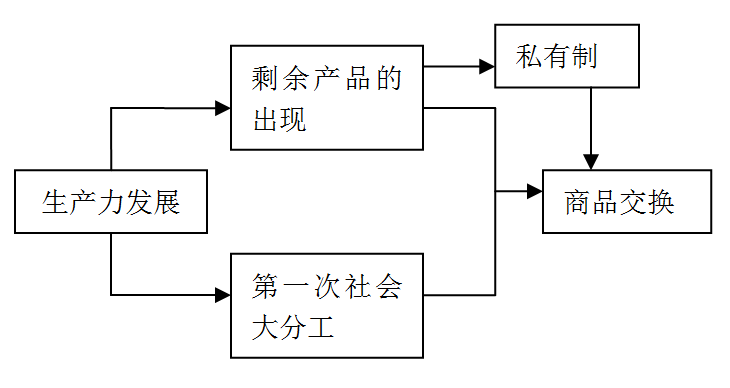 私有制
剩余产品的
出现
生产力发展
商品交换
第一次社会
大分工